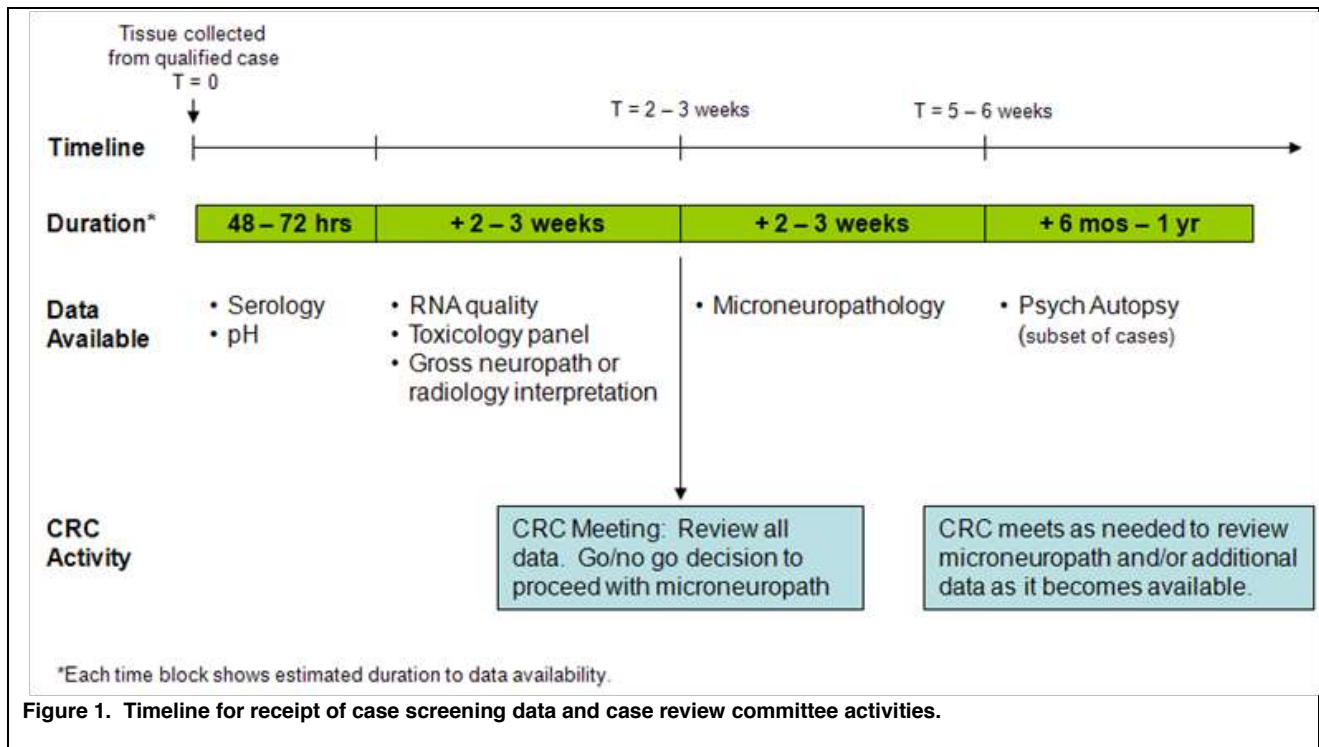 Tissue collected
from qualified case
T = 0
T = 2 – 3 weeks
T = 5 – 6 weeks
Timeline
Duration*
48 – 72 hrs
+ 2 – 3 weeks
+ 2 – 3 weeks
+ 6 mos – 1 yr
Data
Available
• Serology
• pH
• RNA quality
• Toxicology panel
• Gross neuropath or
radiology interpretation
• Microneuropathology
• Psych Autopsy
(subset of cases)
CRC
Activity
CRC Meeting: Review all
data. Go/no go decision to
proceed with microneuropath
CRC meets as needed to review
microneuropath and/or additional
data as it becomes available.
*Each time block shows estimated duration to data availability.
Figure 1. Timeline for receipt of case screening data and case review committee activities.